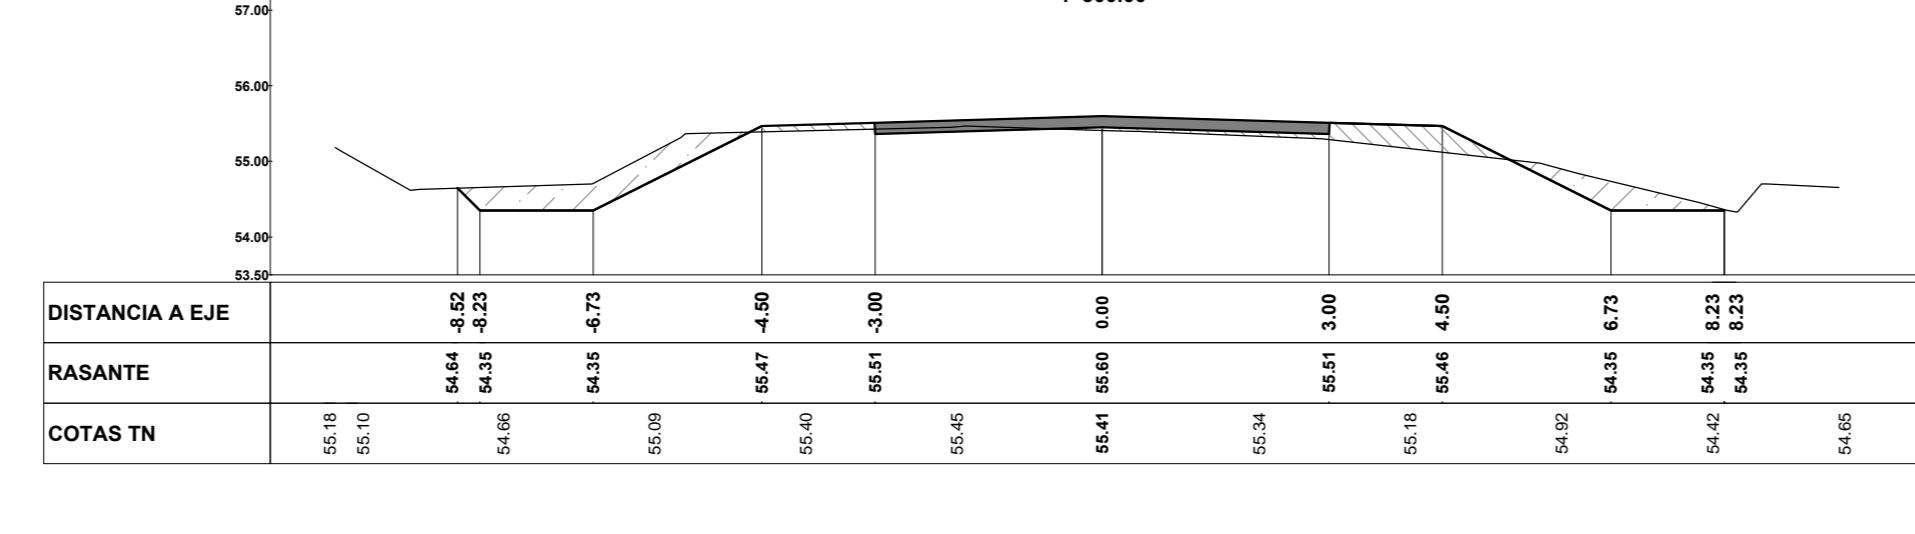 57.00
56.00
55.00
54.00
53.50
DISTANCIA A EJE -8.52 -8.23 -6.73 -4.50 -3.00 0.00 3.00 4.50 6.73 8.23 8.23
RASANTE 54.64 54.35 54.35 55.47 55.51 55.60 55.51 55.46 54.35 54.35 54.35
COTAS TN 55.18 55.10 54.66 55.09 55.40 55.45 55.41 55.34 55.18 54.92 54.42 54.65